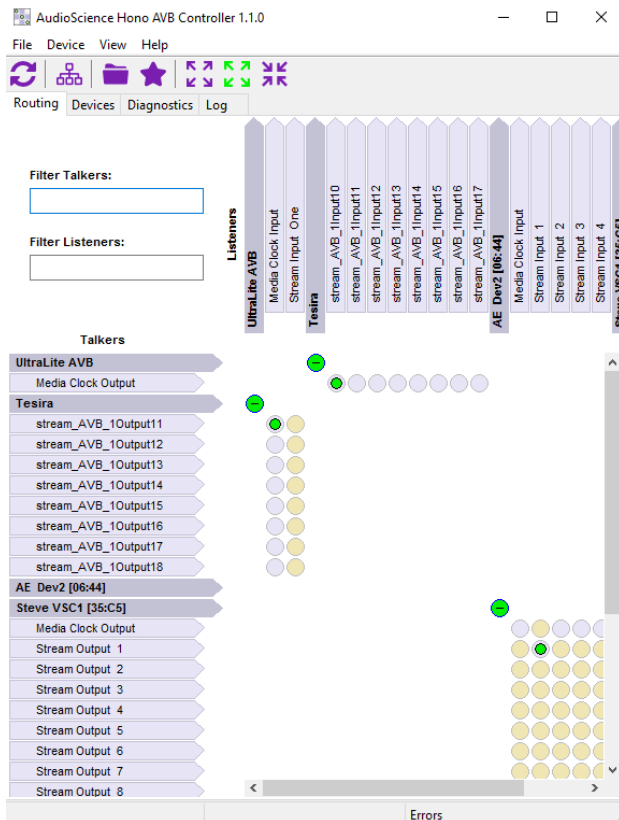 AudioScience Hono AVB Controller 1.1.0
File Device View Help
Routing Devices Diagnostics Log
Filter Talkers:
Filter Listeners:
Listeners
UltraLite AVB
Media Clock Input
Stream Input One
Tesira
stream_AVB_1Input10
stream_AVB_1Input11
stream_AVB_1Input12
stream_AVB_1Input13
stream_AVB_1Input14
stream_AVB_1Input15
stream_AVB_1Input16
stream_AVB_1Input17
AE Dev2 [06:44]
Media Clock Input
Stream Input 1
Stream Input 2
Stream Input 3
Stream Input 4
Steve VSC1 [35:C5]
Talkers
UltraLite AVB
Media Clock Output
Tesira
stream_AVB_1Output11
stream_AVB_1Output12
stream_AVB_1Output13
stream_AVB_1Output14
stream_AVB_1Output15
stream_AVB_1Output16
stream_AVB_1Output17
stream_AVB_1Output18
AE Dev2 [06:44]
Steve VSC1 [35:C5]
Media Clock Output
Stream Output 1
Stream Output 2
Stream Output 3
Stream Output 4
Stream Output 5
Stream Output 6
Stream Output 7
Stream Output 8
Errors